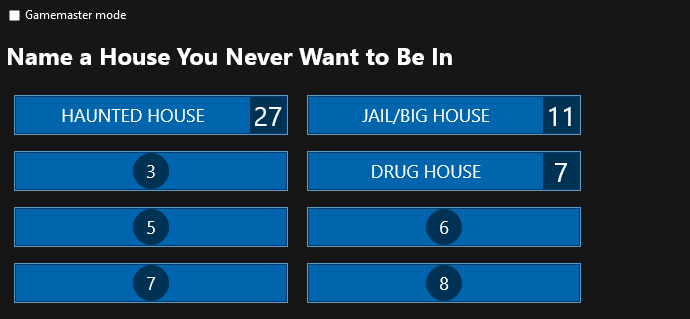 Gamemaster mode
Name a House You Never Want to Be In
HAUNTED HOUSE 27
JAIL/BIG HOUSE 11
3
DRUG HOUSE 7
5
6
7
8